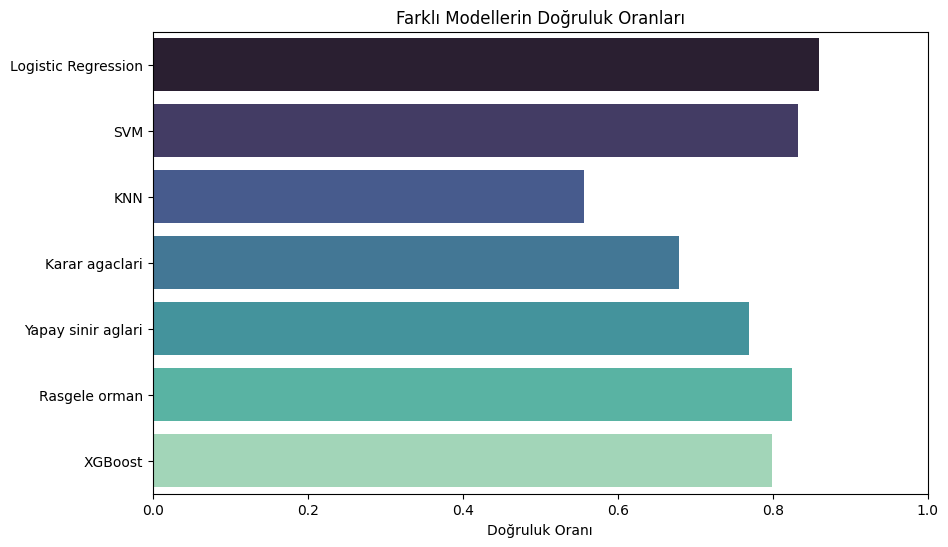 Farklı Modellerin Doğruluk Oranları
Logistic Regression
SVM
KNN
Karar agaclari
Yapay sinir aglari
Rasgele orman
XGBoost
0.0 0.2 0.4 0.6 0.8 1.0
Doğruluk Oranı